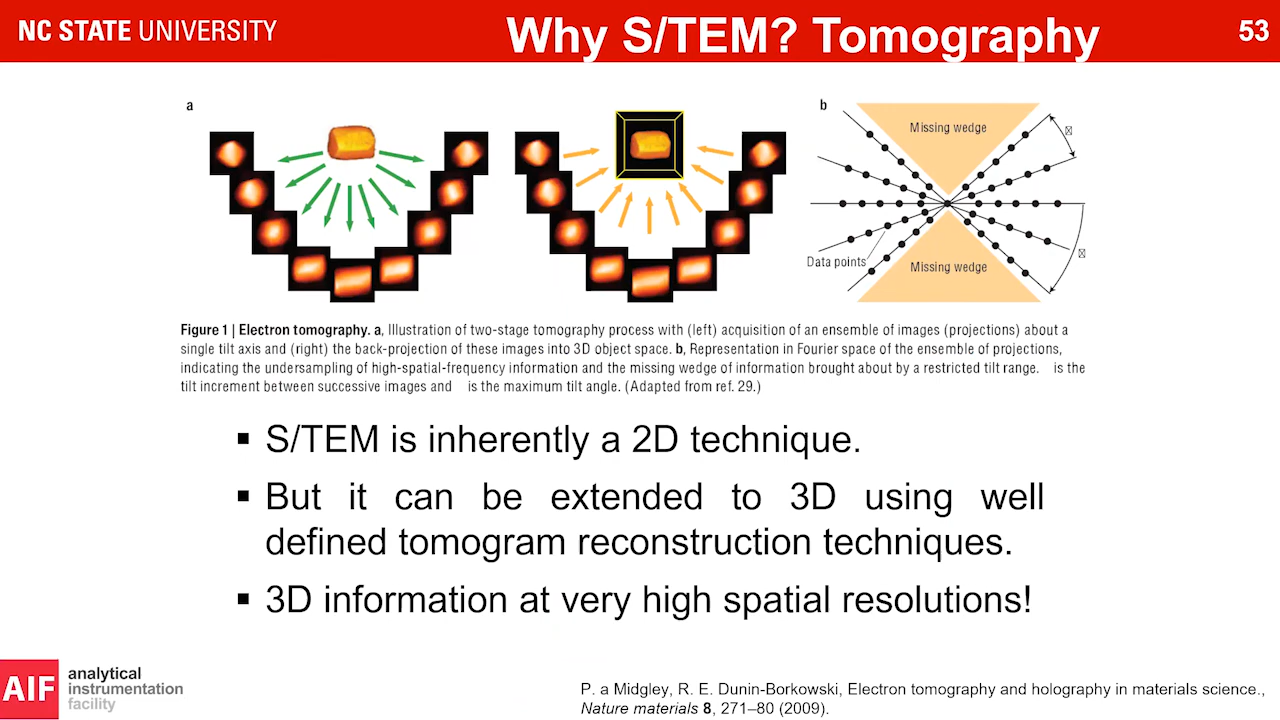 NC STATE UNIVERSITY
Why S/TEM? Tomography
53
a
b
Missing wedge
Data points
Missing wedge
Figure 1 | Electron tomography. a, Illustration of two-stage tomography process with (left) acquisition of an ensemble of images (projections) about a
single tilt axis and (right) the back-projection of these images into 3D object space. b, Representation in Fourier space of the ensemble of projections,
indicating the undersampling of high-spatial-frequency information and the missing wedge of information brought about by a restricted tilt range. is the
tilt increment between successive images and is the maximum tilt angle. (Adapted from ref. 29.)
▪ S/TEM is inherently a 2D technique.
▪ But it can be extended to 3D using well
defined tomogram reconstruction techniques.
▪ 3D information at very high spatial resolutions!
AIF
analytical
instrumentation
facility
P. a Midgley, R. E. Dunin-Borkowski, Electron tomography and holography in materials science.,
Nature materials 8, 271–80 (2009).